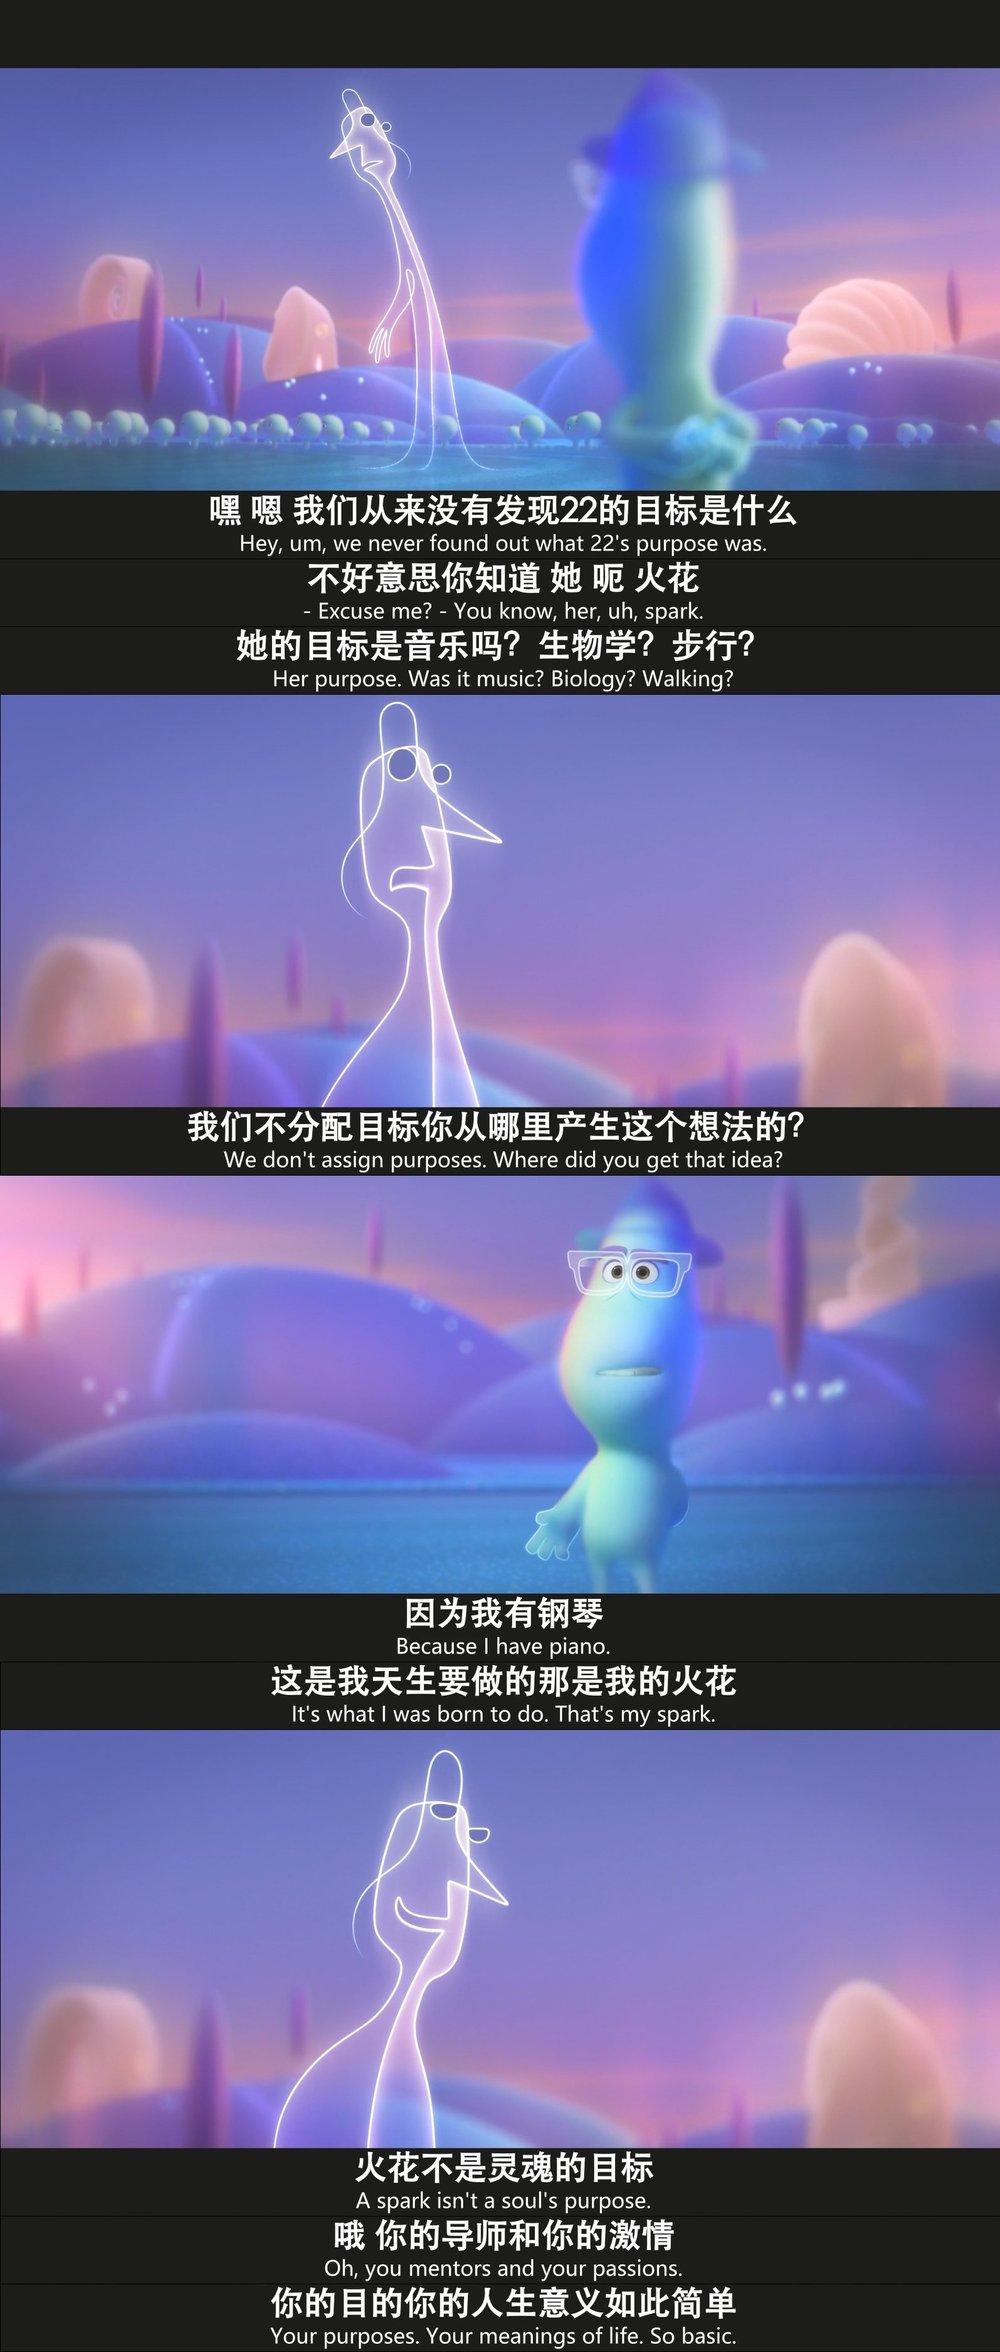 嘿 嗯 我们从来没有发现22的目标是什么
Hey, um, we never found out what 22's purpose was.
不好意思你知道 她 呃 火花
- Excuse me? - You know, her, uh, spark.
她的目标是音乐吗？生物学？步行？
Her purpose. Was it music? Biology? Walking?
我们不分配目标你从哪里产生这个想法的？
We don't assign purposes. Where did you get that idea?
因为我有钢琴
Because I have piano.
这是我天生要做的那是我的火花
It's what I was born to do. That's my spark.
火花不是灵魂的目标
A spark isn't a soul's purpose.
哦 你的导师和你的激情
Oh, you mentors and your passions.
你的目的你的人生意义如此简单
Your purposes. Your meanings of life. So basic.